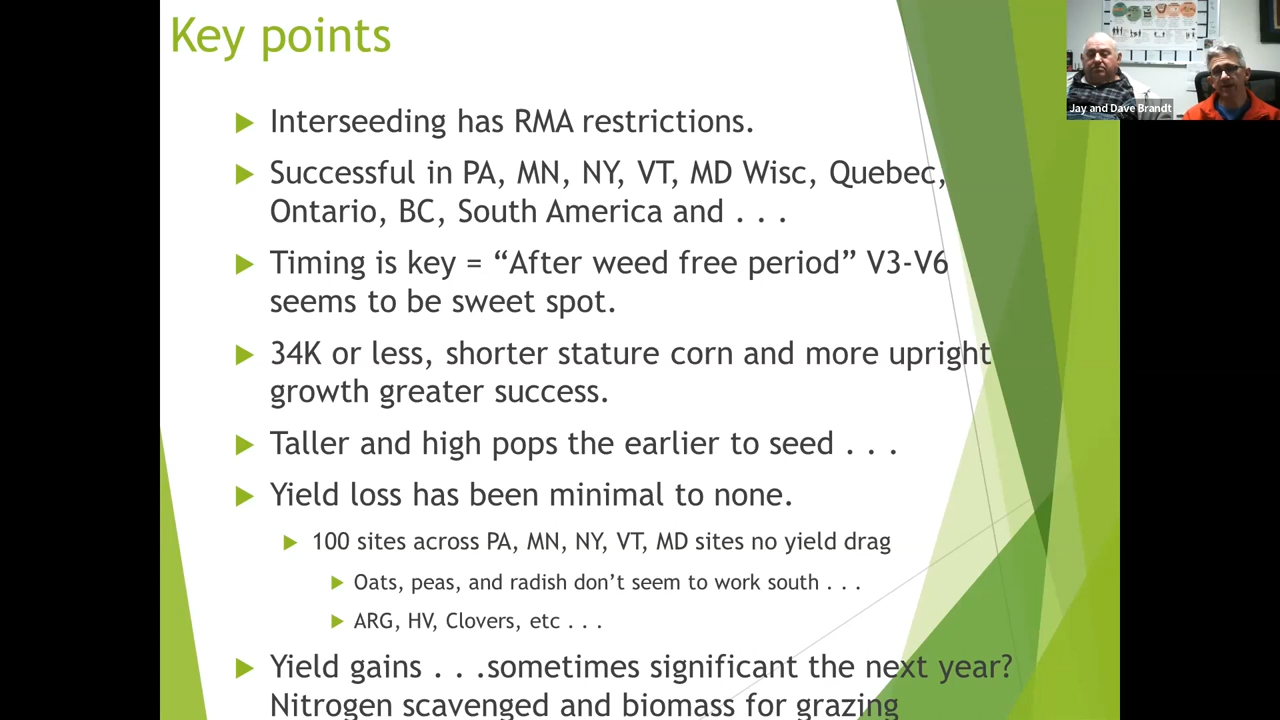 Key points
Interseeding has RMA restrictions.
Successful in PA, MN, NY, VT, MD Wisc, Quebec,
Ontario, BC, South America and . . .
Timing is key = “After weed free period” V3-V6
seems to be sweet spot.
34K or less, shorter stature corn and more upright
growth greater success.
Taller and high pops the earlier to seed . . .
Yield loss has been minimal to none.
100 sites across PA, MN, NY, VT, MD sites no yield drag
Oats, peas, and radish don’t seem to work south . . .
ARG, HV, Clovers, etc . . .
Yield gains . . .sometimes significant the next year?
Nitrogen scavenged and biomass for grazing
Jay and Dave Brandt